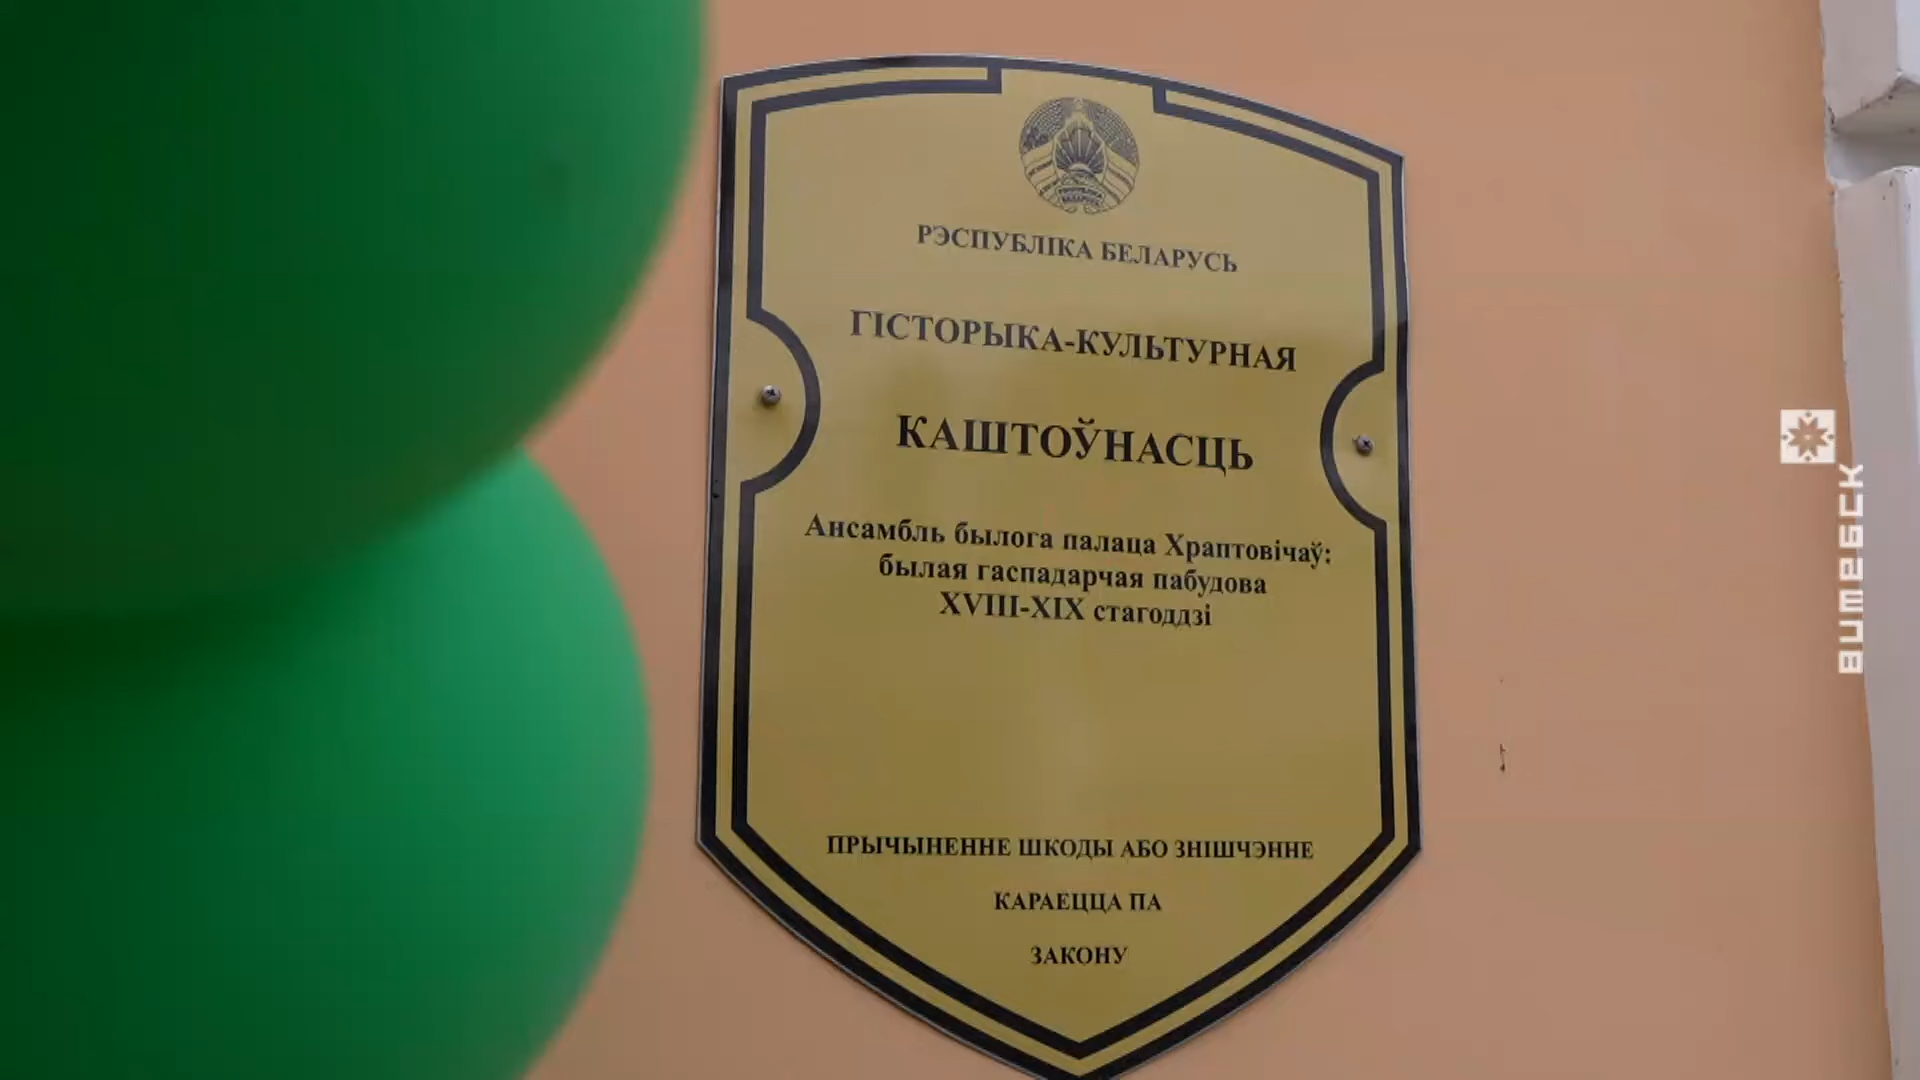 РЭСПУБЛІКА БЕЛАРУСЬ
ГІСТОРЫКА-КУЛЬТУРНАЯ
КАШТОЎНАСЦЬ
Ансамбль былога палаца Храптовічаў:
былая гаспадарчая пабудова
XVIII-XIX стагоддзі
ПРЫЧЫНЕННЕ ШКОДЫ АБО ЗНІШЧЭННЕ
КАРАЕЦЦА ПА
ЗАКОНУ
ВИТЕБСК